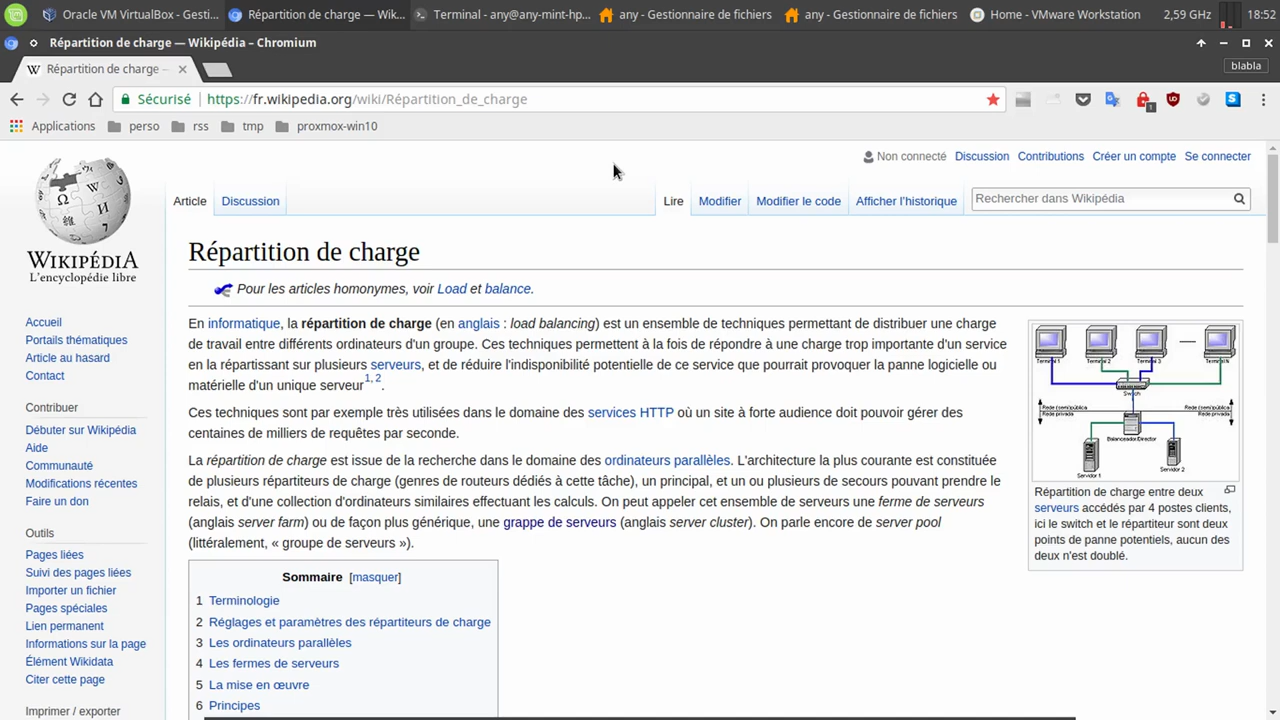 Oracle VM VirtualBox - Gesti...
Répartition de charge — Wik...
Terminal - any@any-mint-hp...
any - Gestionnaire de fichiers
any - Gestionnaire de fichiers
Home - VMware Workstation
2,59 GHz
18:52
Répartition de charge — Wikipédia – Chromium
Répartition de charge —
blabla
Sécurisé
https://fr.wikipedia.org/wiki/Répartition_de_charge
Applications
perso
rss
tmp
proxmox-win10
WIKIPÉDIA
L'encyclopédie libre
Non connecté Discussion Contributions Créer un compte Se connecter
Article Discussion
Lire Modifier Modifier le code Afficher l'historique
Rechercher dans Wikipédia
Accueil
Portails thématiques
Article au hasard
Contact
Contribuer
Débuter sur Wikipédia
Aide
Communauté
Modifications récentes
Faire un don
Outils
Pages liées
Suivi des pages liées
Importer un fichier
Pages spéciales
Lien permanent
Informations sur la page
Élément Wikidata
Citer cette page
Imprimer / exporter
Répartition de charge
Pour les articles homonymes, voir Load et balance.
En informatique, la répartition de charge (en anglais : load balancing) est un ensemble de techniques permettant de distribuer une charge
de travail entre différents ordinateurs d'un groupe. Ces techniques permettent à la fois de répondre à une charge trop importante d'un service
en la répartissant sur plusieurs serveurs, et de réduire l'indisponibilité potentielle de ce service que pourrait provoquer la panne logicielle ou
matérielle d'un unique serveur1, 2.
Ces techniques sont par exemple très utilisées dans le domaine des services HTTP où un site à forte audience doit pouvoir gérer des
centaines de milliers de requêtes par seconde.
La répartition de charge est issue de la recherche dans le domaine des ordinateurs parallèles. L'architecture la plus courante est constituée
de plusieurs répartiteurs de charge (genres de routeurs dédiés à cette tâche), un principal, et un ou plusieurs de secours pouvant prendre le
relais, et d'une collection d'ordinateurs similaires effectuant les calculs. On peut appeler cet ensemble de serveurs une ferme de serveurs
(anglais server farm) ou de façon plus générique, une grappe de serveurs (anglais server cluster). On parle encore de server pool
(littéralement, « groupe de serveurs »).
Sommaire [masquer]
1 Terminologie
2 Réglages et paramètres des répartiteurs de charge
3 Les ordinateurs parallèles
4 Les fermes de serveurs
5 La mise en œuvre
6 Principes
Terminal 2
Switch
Rede (semi)pública
Rede privada
Rede (semi)pública
Rede privada
Balanceador/Director
Servidor 1
Servidor 2
Répartition de charge entre deux
serveurs accédés par 4 postes clients,
ici le switch et le répartiteur sont deux
points de panne potentiels, aucun des
deux n'est doublé.